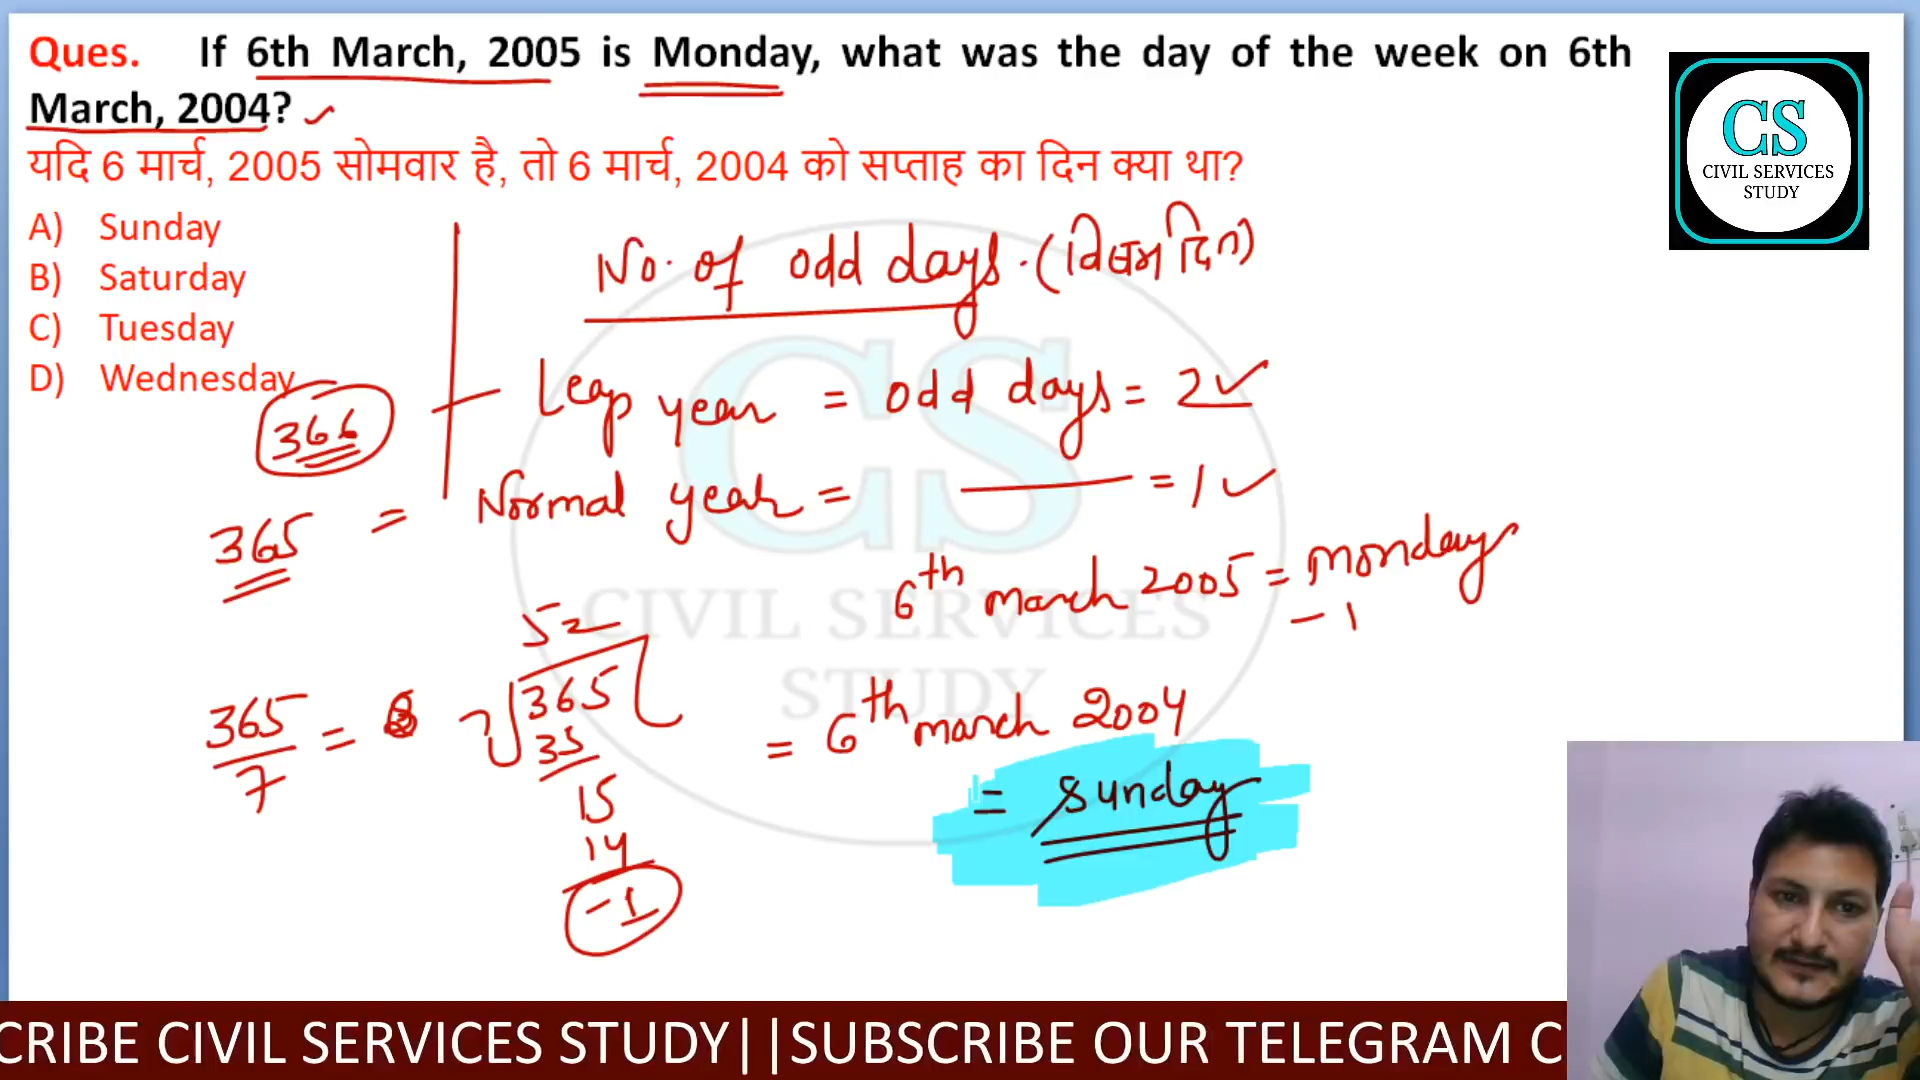 Ques. If 6th March, 2005 is Monday, what was the day of the week on 6th
March, 2004?
यदि 6 मार्च, 2005 सोमवार है, तो 6 मार्च, 2004 को सप्ताह का दिन क्या था?
A) Sunday
B) Saturday
C) Tuesday
D) Wednesday
CS
CIVIL SERVICES
STUDY
No. of odd days. (विषम दिन)
366 Leap year = odd days = 2
365 = Normal year = = 1
6th march 2005 = monday
- 1
= 6th march 2004
= Sunday
365
7
=
52
7 365
35
15
14
- 1
CS
CIVIL SERVICES
STUDY
CRIBE CIVIL SERVICES STUDY||SUBSCRIBE OUR TELEGRAM C